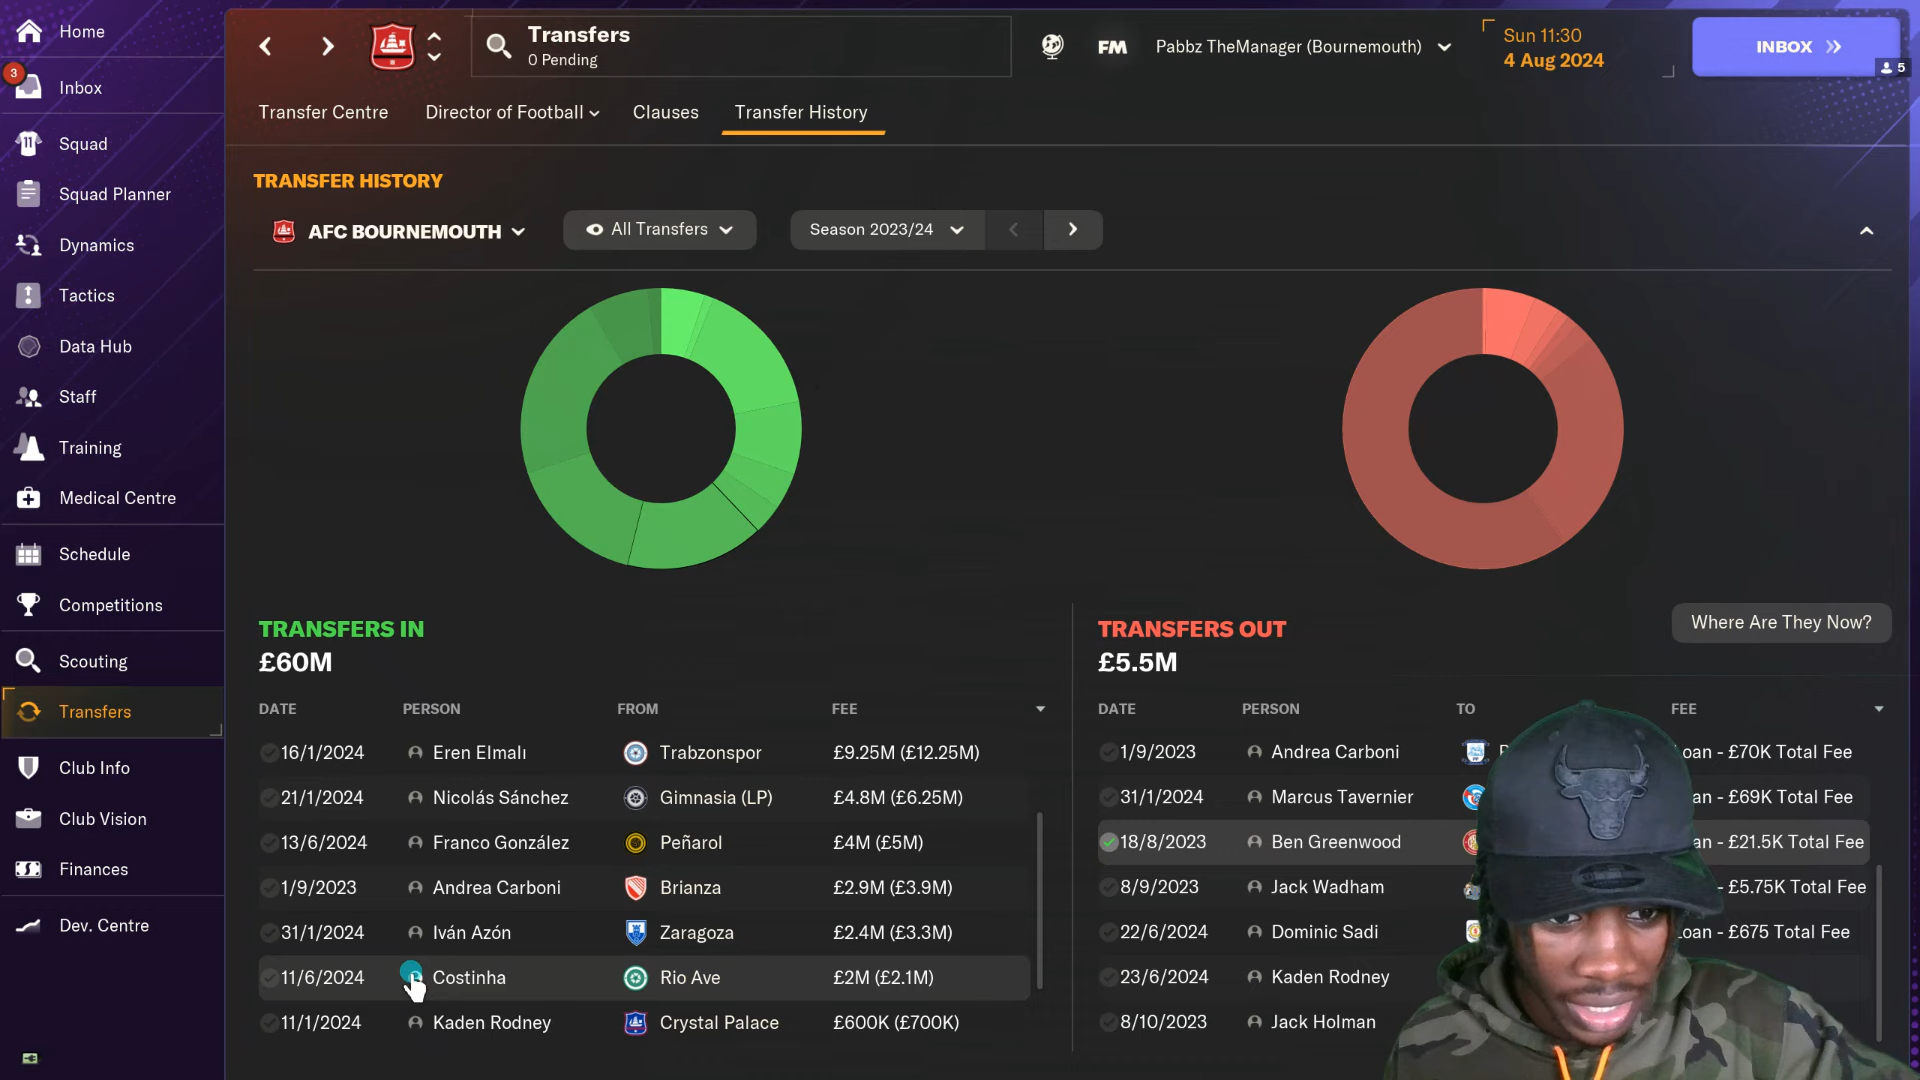 Home
3
Inbox
Squad
Squad Planner
Dynamics
Tactics
Data Hub
Staff
Training
Medical Centre
Schedule
Competitions
Scouting
Transfers
Club Info
Club Vision
Finances
Dev. Centre
Transfers
0 Pending
FM
Pabbz TheManager (Bournemouth)
Sun 11:30
4 Aug 2024
INBOX
5
Transfer Centre Director of Football Clauses Transfer History
TRANSFER HISTORY
AFC BOURNEMOUTH All Transfers Season 2023/24
TRANSFERS IN
£60M
DATE PERSON FROM FEE
16/1/2024 Eren Elmalı Trabzonspor £9.25M (£12.25M)
21/1/2024 Nicolás Sánchez Gimnasia (LP) £4.8M (£6.25M)
13/6/2024 Franco González Peñarol £4M (£5M)
1/9/2023 Andrea Carboni Brianza £2.9M (£3.9M)
31/1/2024 Iván Azón Zaragoza £2.4M (£3.3M)
11/6/2024 Costinha Rio Ave £2M (£2.1M)
11/1/2024 Kaden Rodney Crystal Palace £600K (£700K)
TRANSFERS OUT
£5.5M
Where Are They Now?
DATE PERSON TO FEE
1/9/2023 Andrea Carboni Loan - £70K Total Fee
31/1/2024 Marcus Tavernier - £69K Total Fee
18/8/2023 Ben Greenwood - £21.5K Total Fee
8/9/2023 Jack Wadham - £5.75K Total Fee
22/6/2024 Dominic Sadi Loan - £675 Total Fee
23/6/2024 Kaden Rodney
8/10/2023 Jack Holman